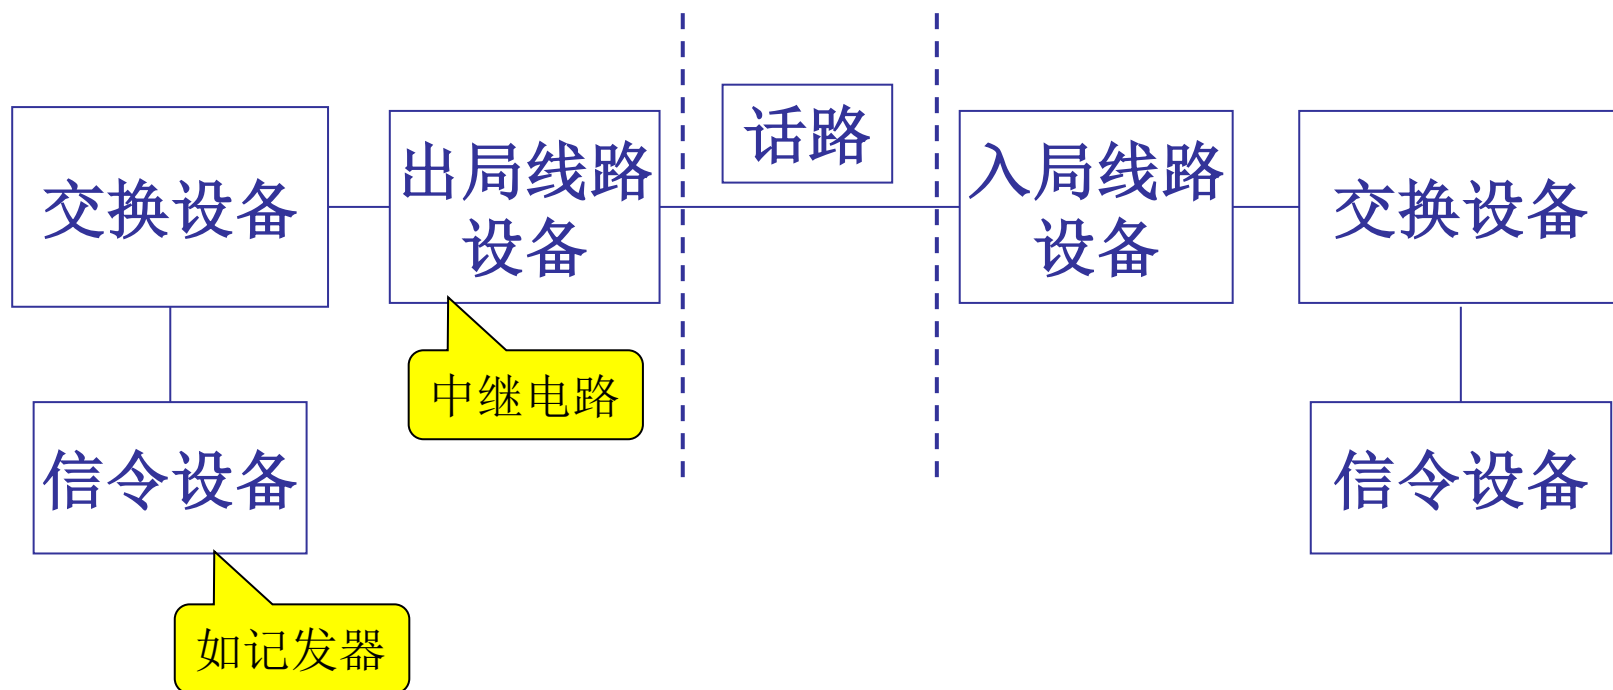 交换设备
出局线路
设备
话路
入局线路
设备
交换设备
中继电路
信令设备
信令设备
如记发器